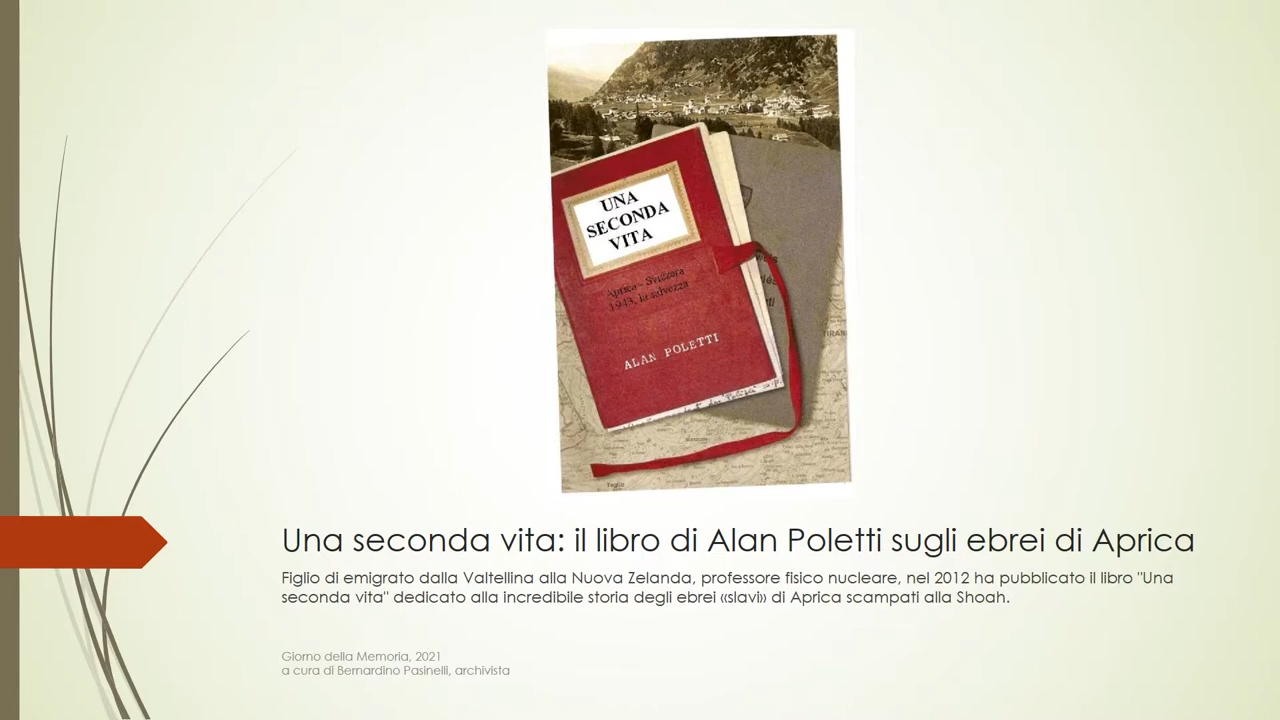 UNA
SECONDA
VITA
Aprica - Svizzera
1943, la salvezza
ALAN POLETTI
Teglio
Una seconda vita: il libro di Alan Poletti sugli ebrei di Aprica
Figlio di emigrato dalla Valtellina alla Nuova Zelanda, professore fisico nucleare, nel 2012 ha pubblicato il libro "Una
seconda vita" dedicato alla incredibile storia degli ebrei «slavi» di Aprica scampati alla Shoah.
Giorno della Memoria, 2021
a cura di Bernardino Pasinelli, archivista